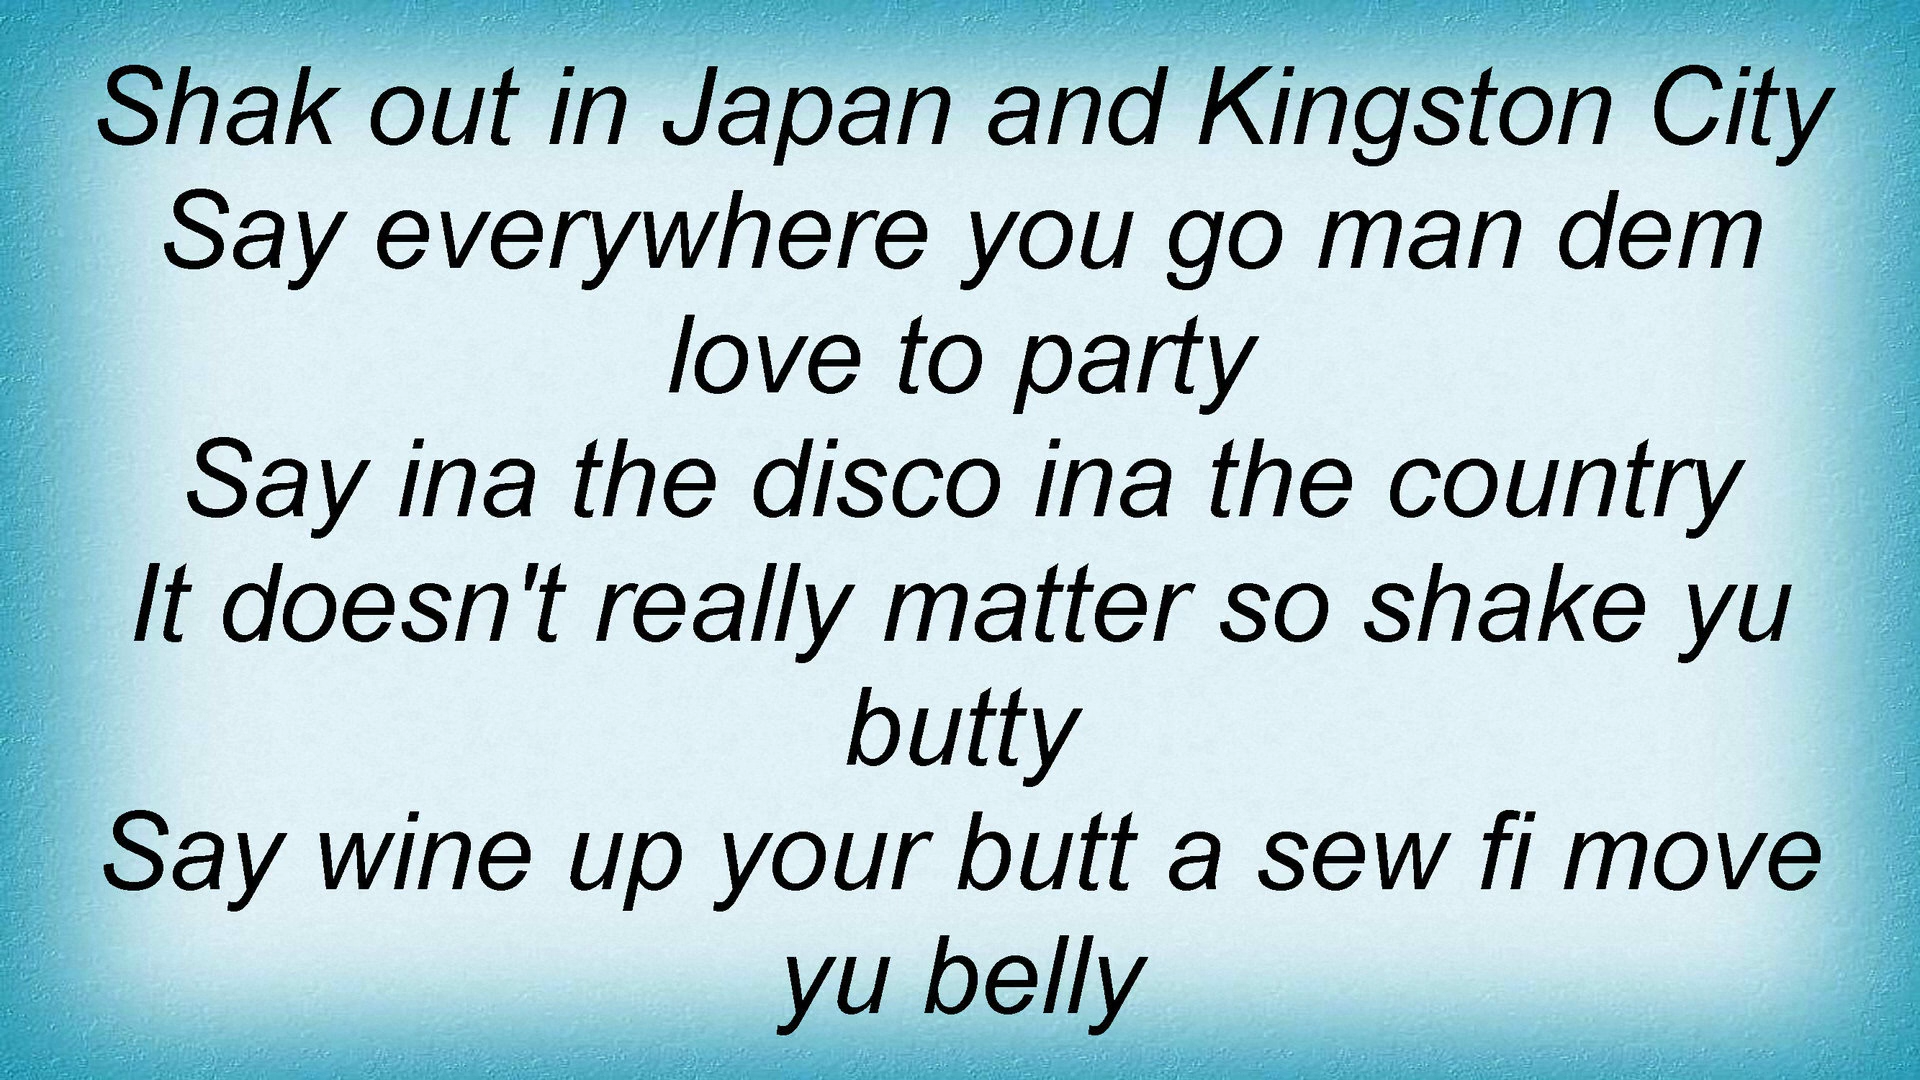 Shak out in Japan and Kingston City
Say everywhere you go man dem
love to party
Say ina the disco ina the country
It doesn't really matter so shake yu
butty
Say wine up your butt a sew fi move
yu belly